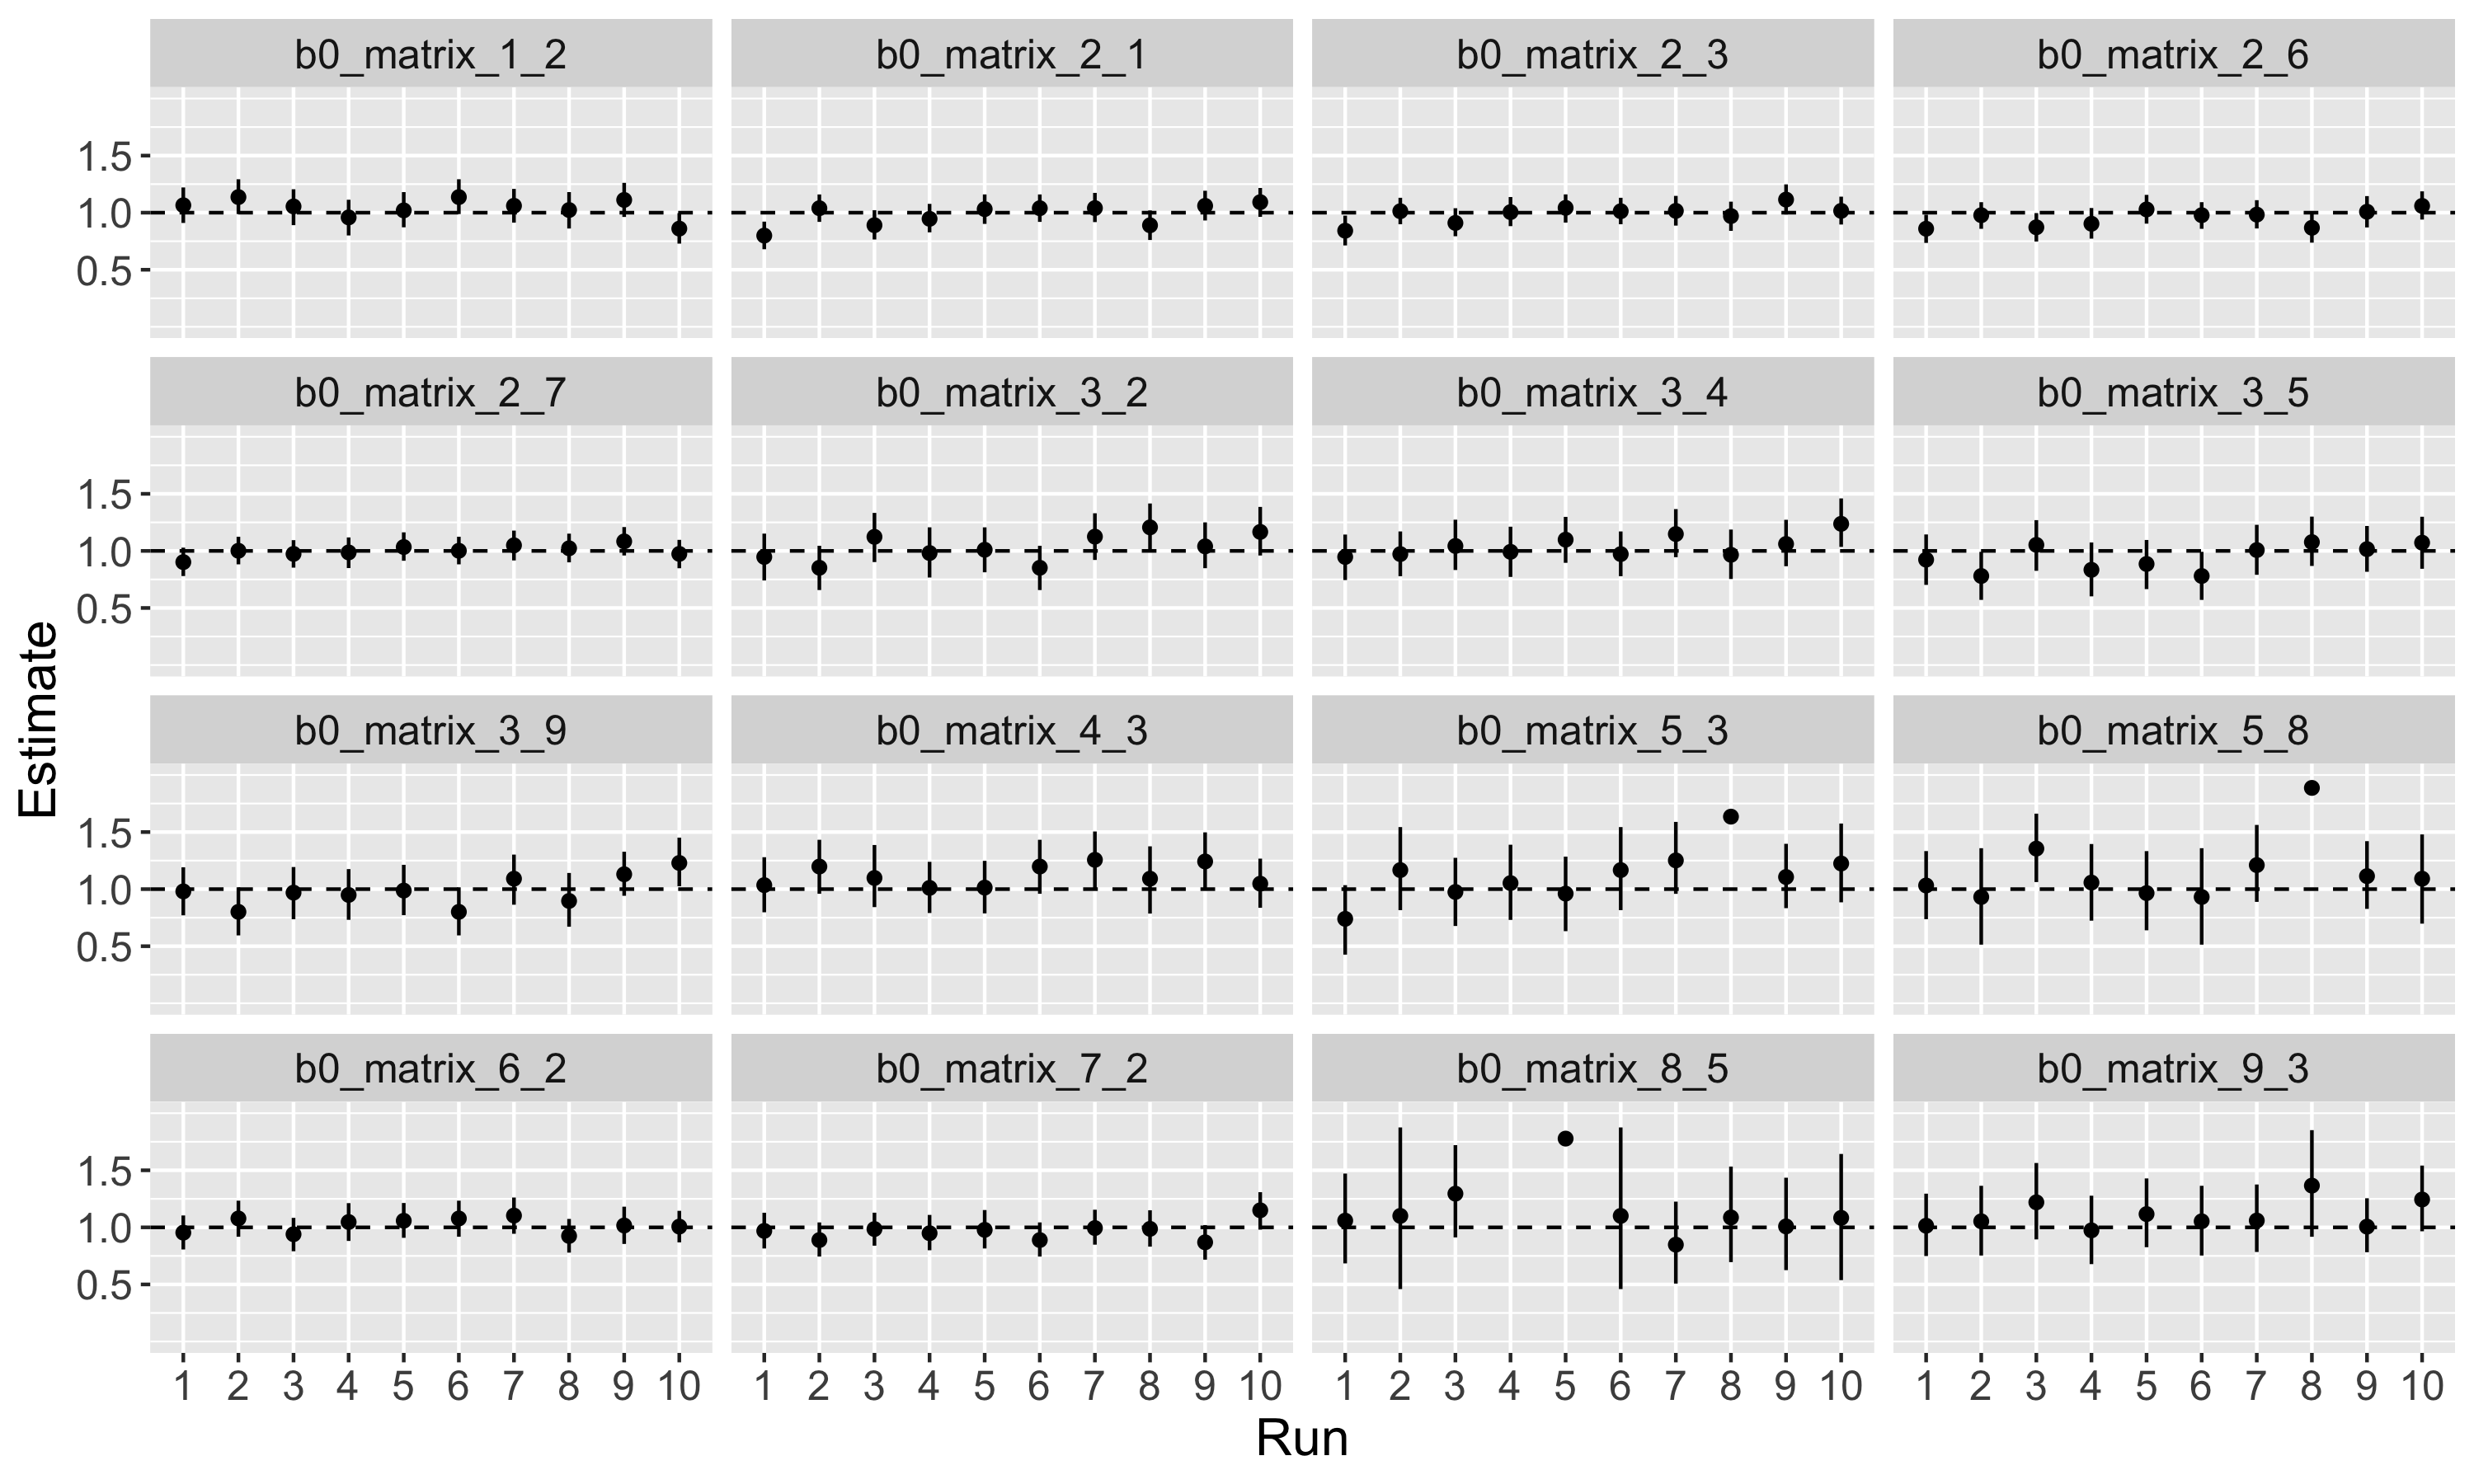 b0_matrix_1_2 b0_matrix_2_1 b0_matrix_2_3 b0_matrix_2_6
1.5
1.0
0.5
b0_matrix_2_7 b0_matrix_3_2 b0_matrix_3_4 b0_matrix_3_5
1.5
1.0
0.5
Estimate
b0_matrix_3_9 b0_matrix_4_3 b0_matrix_5_3 b0_matrix_5_8
1.5
1.0
0.5
b0_matrix_6_2 b0_matrix_7_2 b0_matrix_8_5 b0_matrix_9_3
1.5
1.0
0.5
1 2 3 4 5 6 7 8 9 10 1 2 3 4 5 6 7 8 9 10 1 2 3 4 5 6 7 8 9 10 1 2 3 4 5 6 7 8 9 10
Run